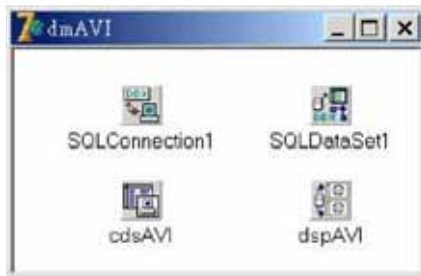 dmAVI
SQLConnection1
SQLDataSet1
cdsAVI
dspAVI